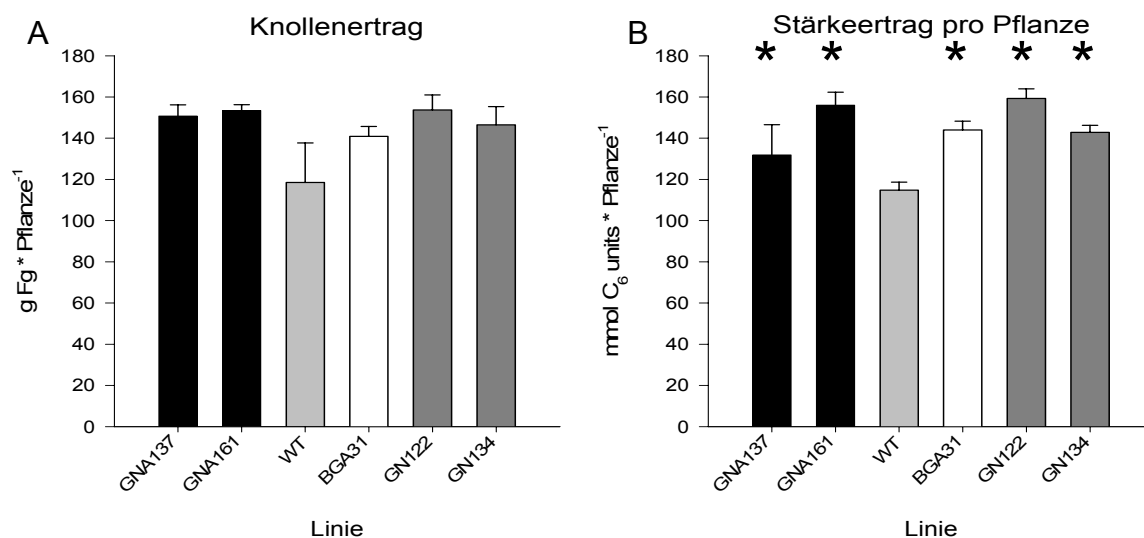 A
Knollenertrag
g Fg * Pflanze⁻¹
180
160
140
120
100
80
60
40
20
0
GNA137
GNA161
WT
BGA31
GN122
GN134
Linie
B
Stärkeertrag pro Pflanze
* * * * *
mmol C₆ units * Pflanze⁻¹
180
160
140
120
100
80
60
40
20
0
GNA137
GNA161
WT
BGA31
GN122
GN134
Linie